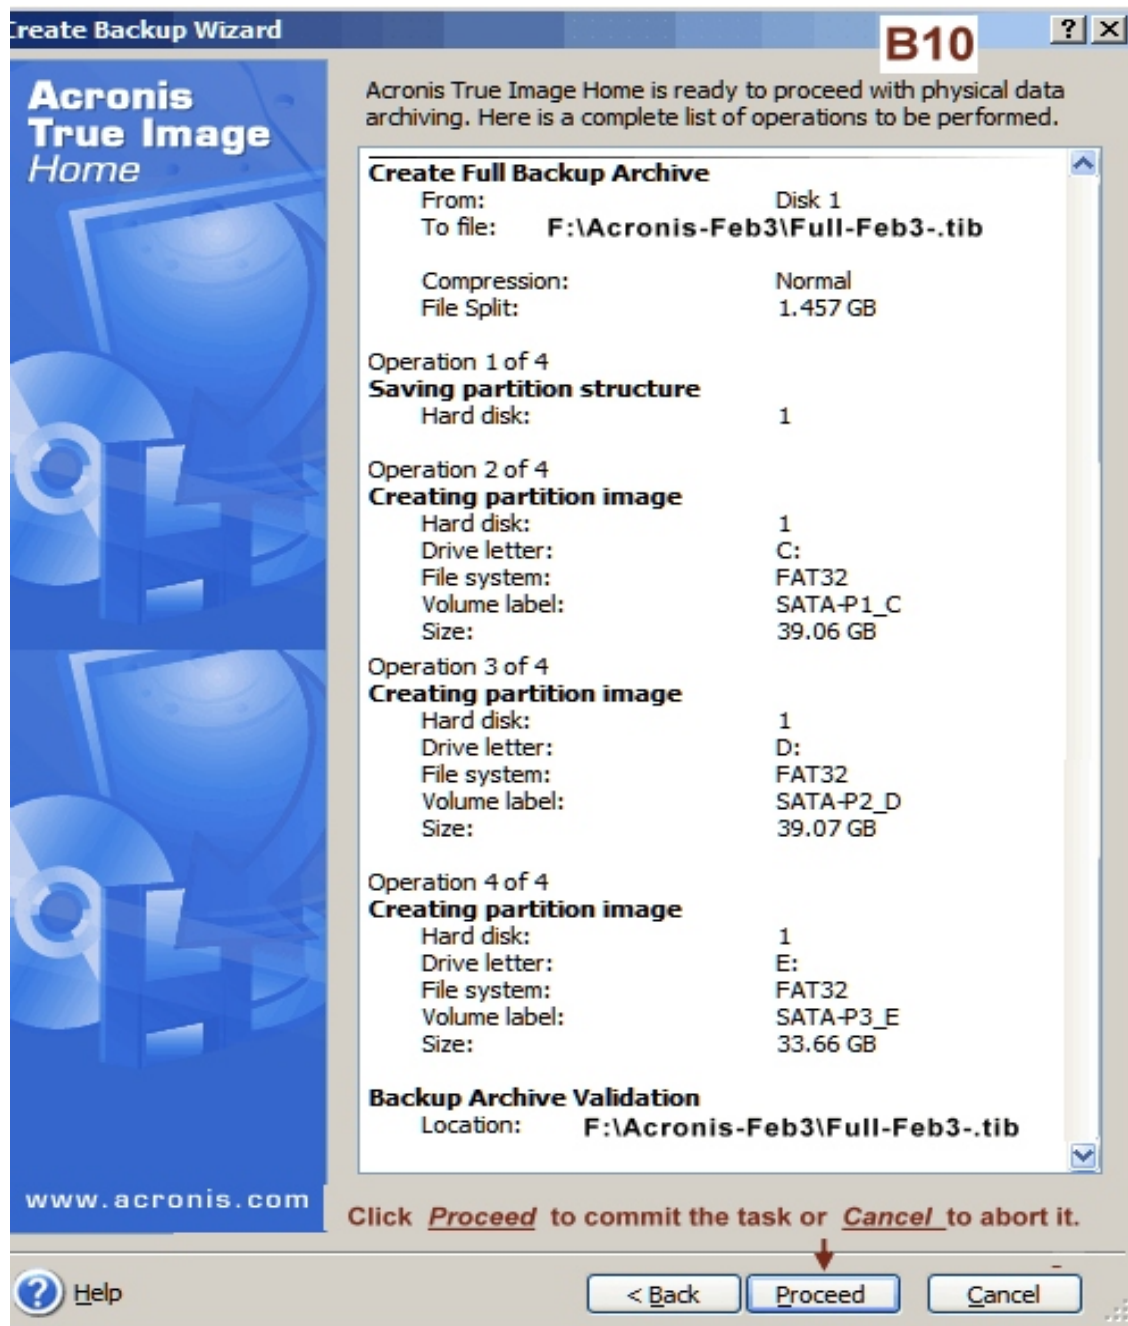 Create Backup Wizard
B10
Acronis
True Image
Home
Acronis True Image Home is ready to proceed with physical data
archiving. Here is a complete list of operations to be performed.
Create Full Backup Archive
From: Disk 1
To file: F:\Acronis-Feb3\Full-Feb3-.tib
Compression: Normal
File Split: 1.457 GB
Operation 1 of 4
Saving partition structure
Hard disk: 1
Operation 2 of 4
Creating partition image
Hard disk: 1
Drive letter: C:
File system: FAT32
Volume label: SATA-P1_C
Size: 39.06 GB
Operation 3 of 4
Creating partition image
Hard disk: 1
Drive letter: D:
File system: FAT32
Volume label: SATA-P2_D
Size: 39.07 GB
Operation 4 of 4
Creating partition image
Hard disk: 1
Drive letter: E:
File system: FAT32
Volume label: SATA-P3_E
Size: 33.66 GB
Backup Archive Validation
Location: F:\Acronis-Feb3\Full-Feb3-.tib
www.acronis.com
Click Proceed to commit the task or Cancel to abort it.
Help
< Back
Proceed
Cancel